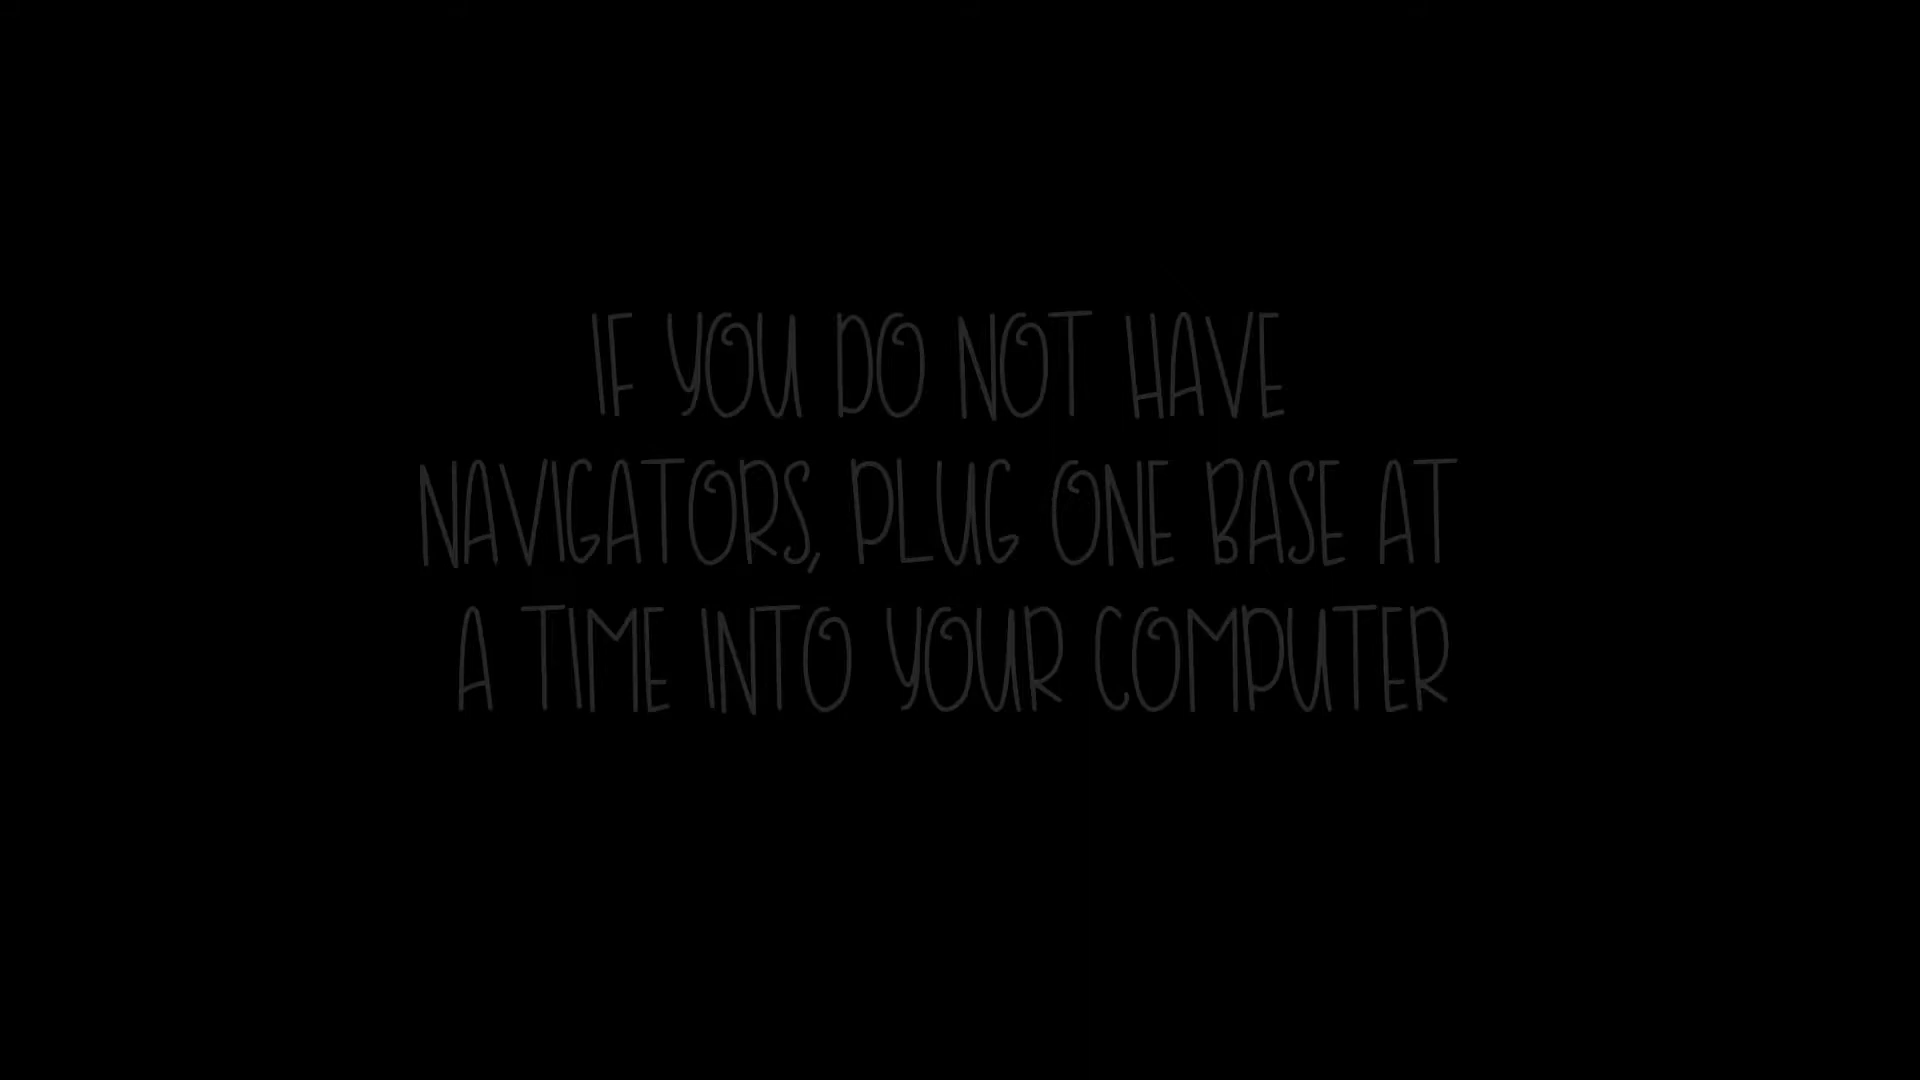 IF YOU DO NOT HAVE
NAVIGATORS, PLUG ONE BASE AT
A TIME INTO YOUR COMPUTER